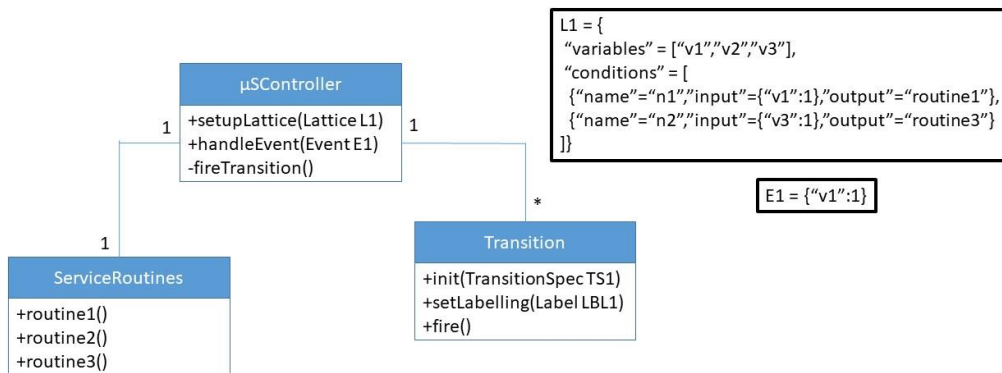 L1 = {
“variables” = [“v1”,”v2”,”v3”],
“conditions” = [
{“name”=“n1”,”input”={“v1”:1},”output”=“routine1”},
{“name”=“n2”,”input”={“v3”:1},”output”=“routine3”}
]}
E1 = {“v1”:1}
µSController
+setupLattice(Lattice L1)
+handleEvent(Event E1)
-fireTransition()
1
1
1
*
ServiceRoutines
+routine1()
+routine2()
+routine3()
Transition
+init(TransitionSpec TS1)
+setLabelling(Label LBL1)
+fire()